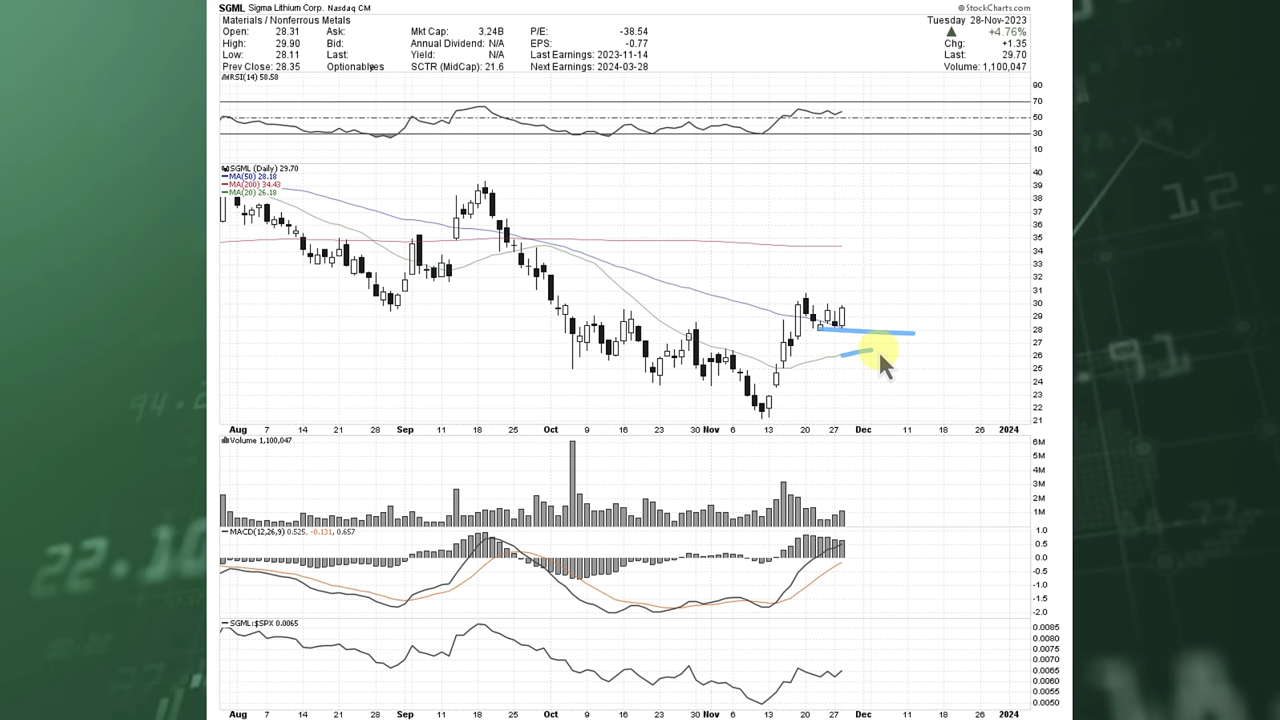 SGML Sigma Lithium Corp. Nasdaq CM
© StockCharts.com
Materials / Nonferrous Metals
Tuesday 28-Nov-2023
Open: 28.31 Ask: Mkt Cap: 3.24B P/E: -38.54 +4.76%
High: 29.90 Bid: Annual Dividend: N/A EPS: -0.77 Chg: +1.35
Low: 28.11 Last: Yield: N/A Last Earnings: 2023-11-14 Last: 29.70
Prev Close: 28.35 Optionable: yes SCTR (MidCap): 21.6 Next Earnings: 2024-03-28 Volume: 1,100,047
RSI(14) 58.58
90
70
50
30
10
SGML (Daily) 29.70
MA(50) 28.18
MA(200) 34.43
MA(20) 26.18
40
39
38
37
36
35
34
33
32
31
30
29
28
27
26
25
24
23
22
21
Aug 7 14 21 28 Sep 11 18 25 Oct 9 16 23 30 Nov 6 13 20 27 Dec 11 18 26 2024
Volume 1,100,047
6M
5M
4M
3M
2M
1M
MACD(12,26,9) 0.525, -0.131, 0.657
1.0
0.5
0.0
-0.5
-1.0
-1.5
-2.0
SGML:$SPX 0.0065
0.0085
0.0080
0.0075
0.0070
0.0065
0.0060
0.0055
0.0050
Aug 7 14 21 28 Sep 11 18 25 Oct 9 16 23 30 Nov 6 13 20 27 Dec 11 18 26 2024
22.10
94.2
12
.91